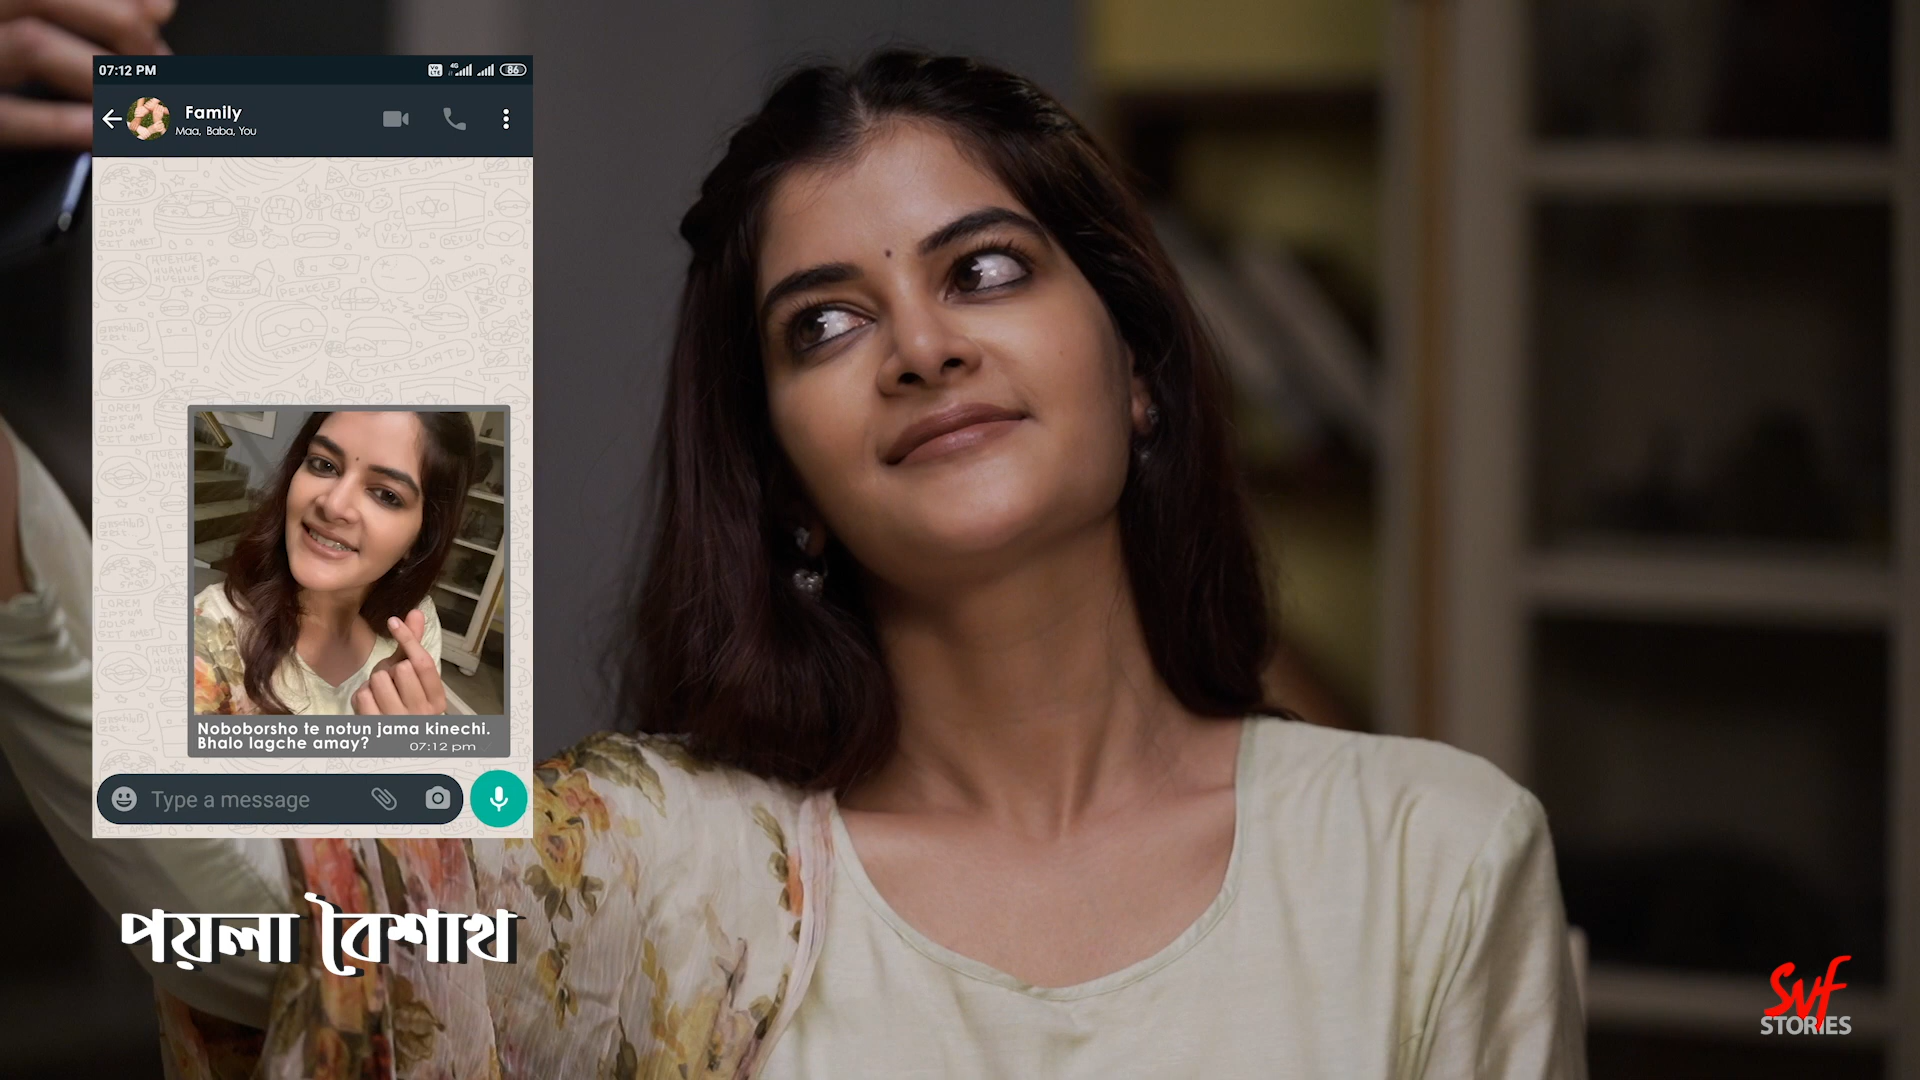 07:12 PM
86
Family
Maa, Baba, You
Noboborsho te notun jama kinechi.
Bhalo lagche amay?
07:12 pm
Type a message
পয়লা বৈশাখ
SVF
STORIES